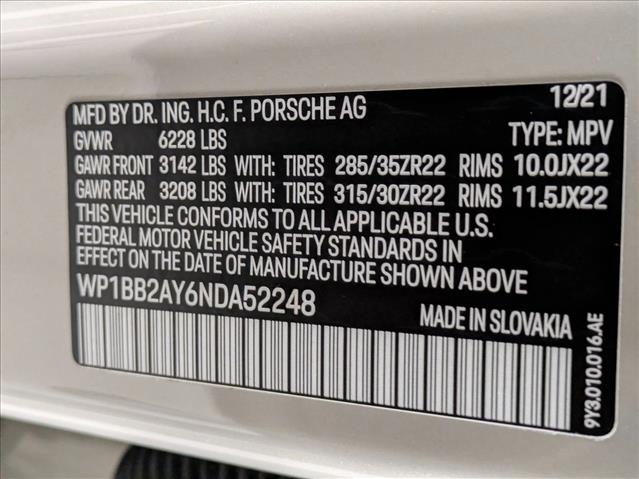 MFD BY DR. ING. H.C. F. PORSCHE AG 12/21
GVWR 6228 LBS TYPE: MPV
GAWR FRONT 3142 LBS WITH: TIRES 285/35ZR22 RIMS 10.0JX22
GAWR REAR 3208 LBS WITH: TIRES 315/30ZR22 RIMS 11.5JX22
THIS VEHICLE CONFORMS TO ALL APPLICABLE U.S.
FEDERAL MOTOR VEHICLE SAFETY STANDARDS IN
EFFECT ON THE DATE OF MANUFACTURE SHOWN ABOVE
WP1BB2AY6NDA52248
MADE IN SLOVAKIA
9Y3.010.016.AE